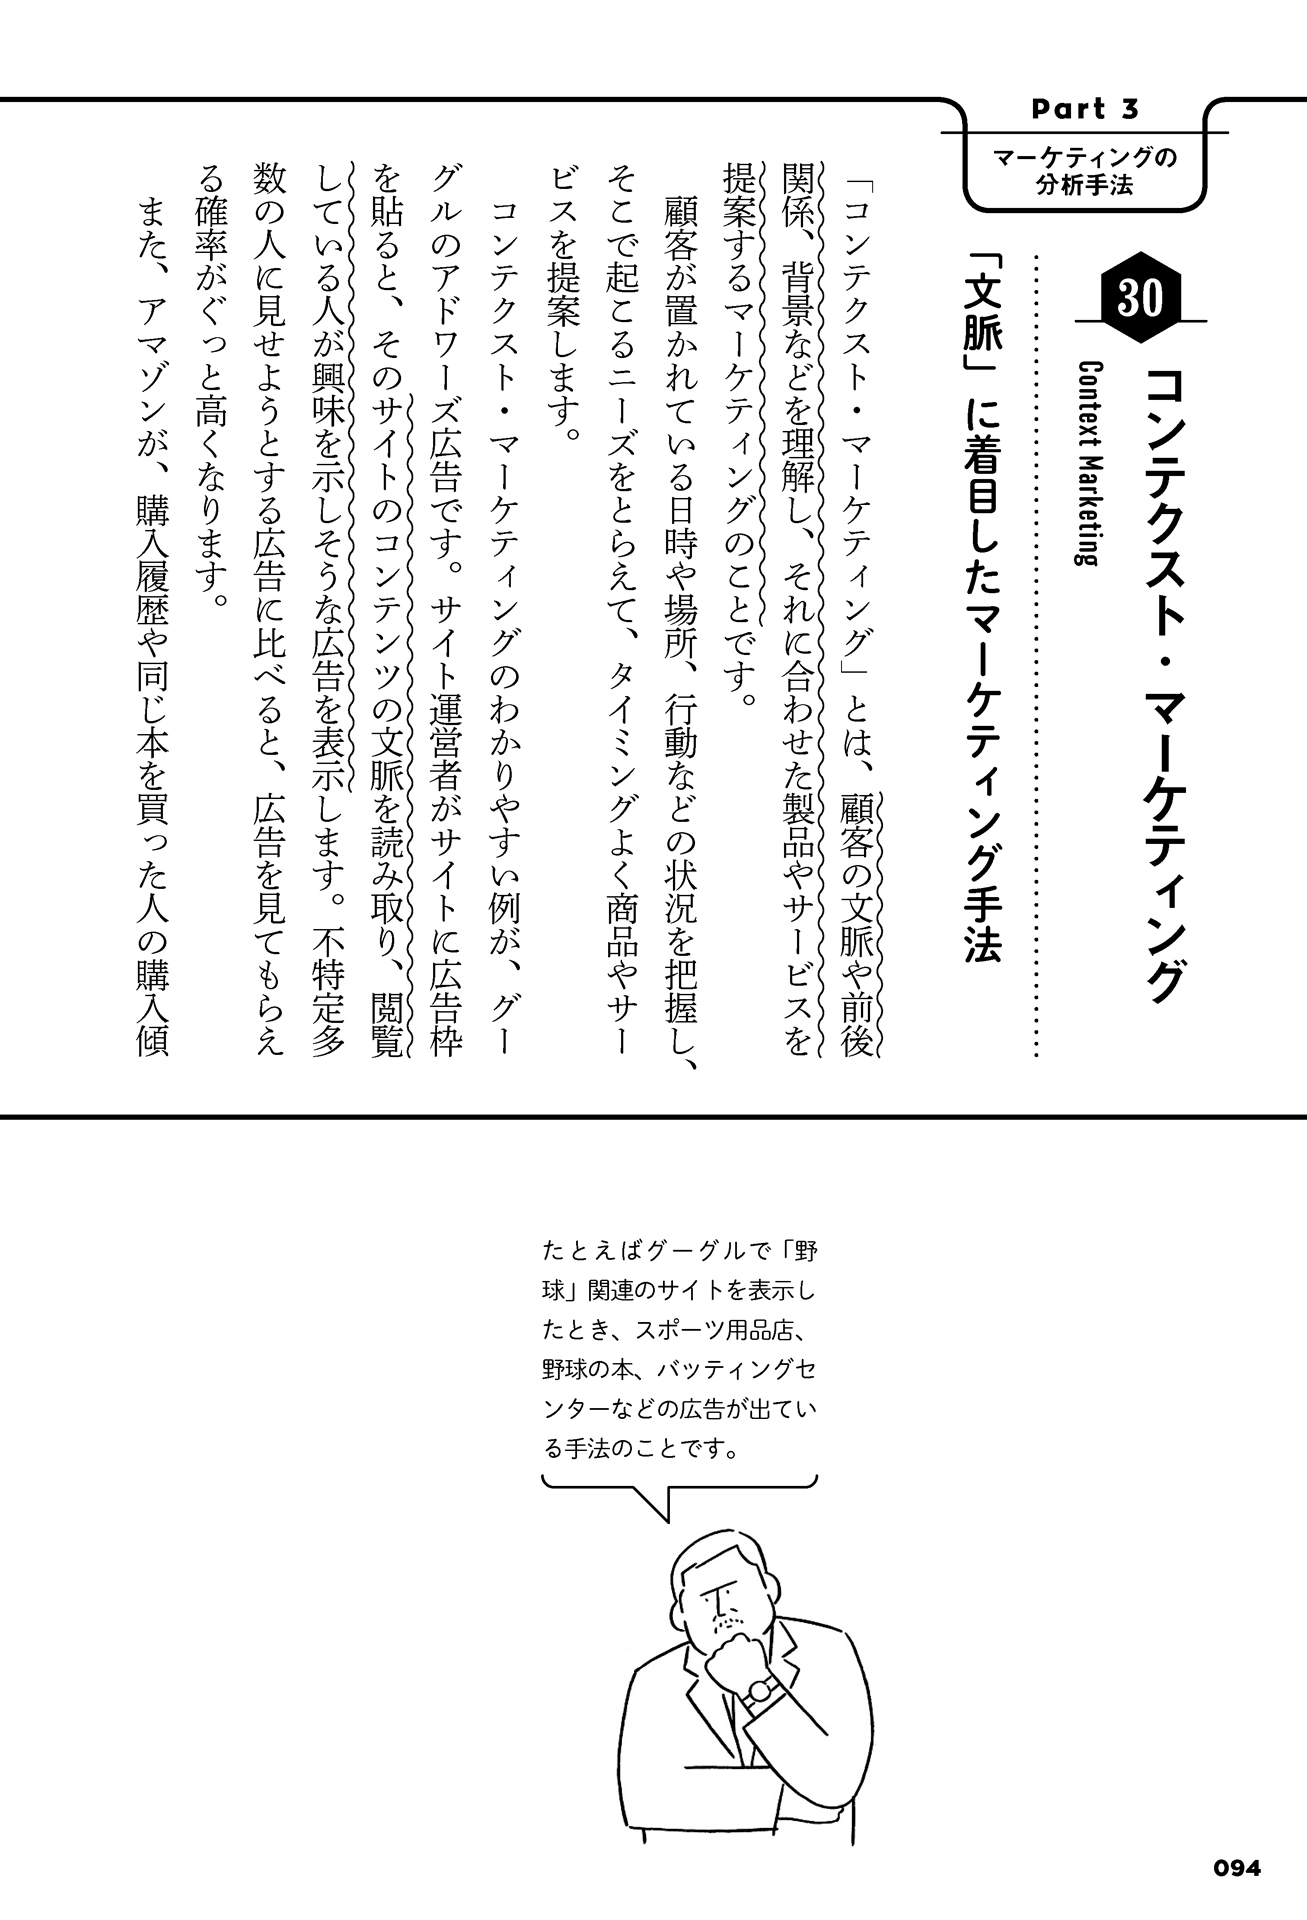 Part 3
マーケティングの
分析手法
30
コンテクスト・マーケティング
Context Marketing
「文脈」に着目したマーケティング手法
「コンテクスト・マーケティング」とは、顧客の文脈や前後
関係、背景などを理解し、それに合わせた製品やサービスを
提案するマーケティングのことです。
顧客が置かれている日時や場所、行動などの状況を把握し、
そこで起こるニーズをとらえて、タイミングよく商品やサー
ビスを提案します。
コンテクスト・マーケティングのわかりやすい例が、グー
グルのアドワーズ広告です。サイト運営者がサイトに広告枠
を貼ると、そのサイトのコンテンツの文脈を読み取り、閲覧
している人が興味を示しそうな広告を表示します。不特定多
数の人に見せようとする広告に比べると、広告を見てもらえ
る確率がぐっと高くなります。
また、アマゾンが、購入履歴や同じ本を買った人の購入傾
たとえばグーグルで「野
球」関連のサイトを表示し
たとき、スポーツ用品店、
野球の本、バッティングセ
ンターなどの広告が出てい
る手法のことです。
094